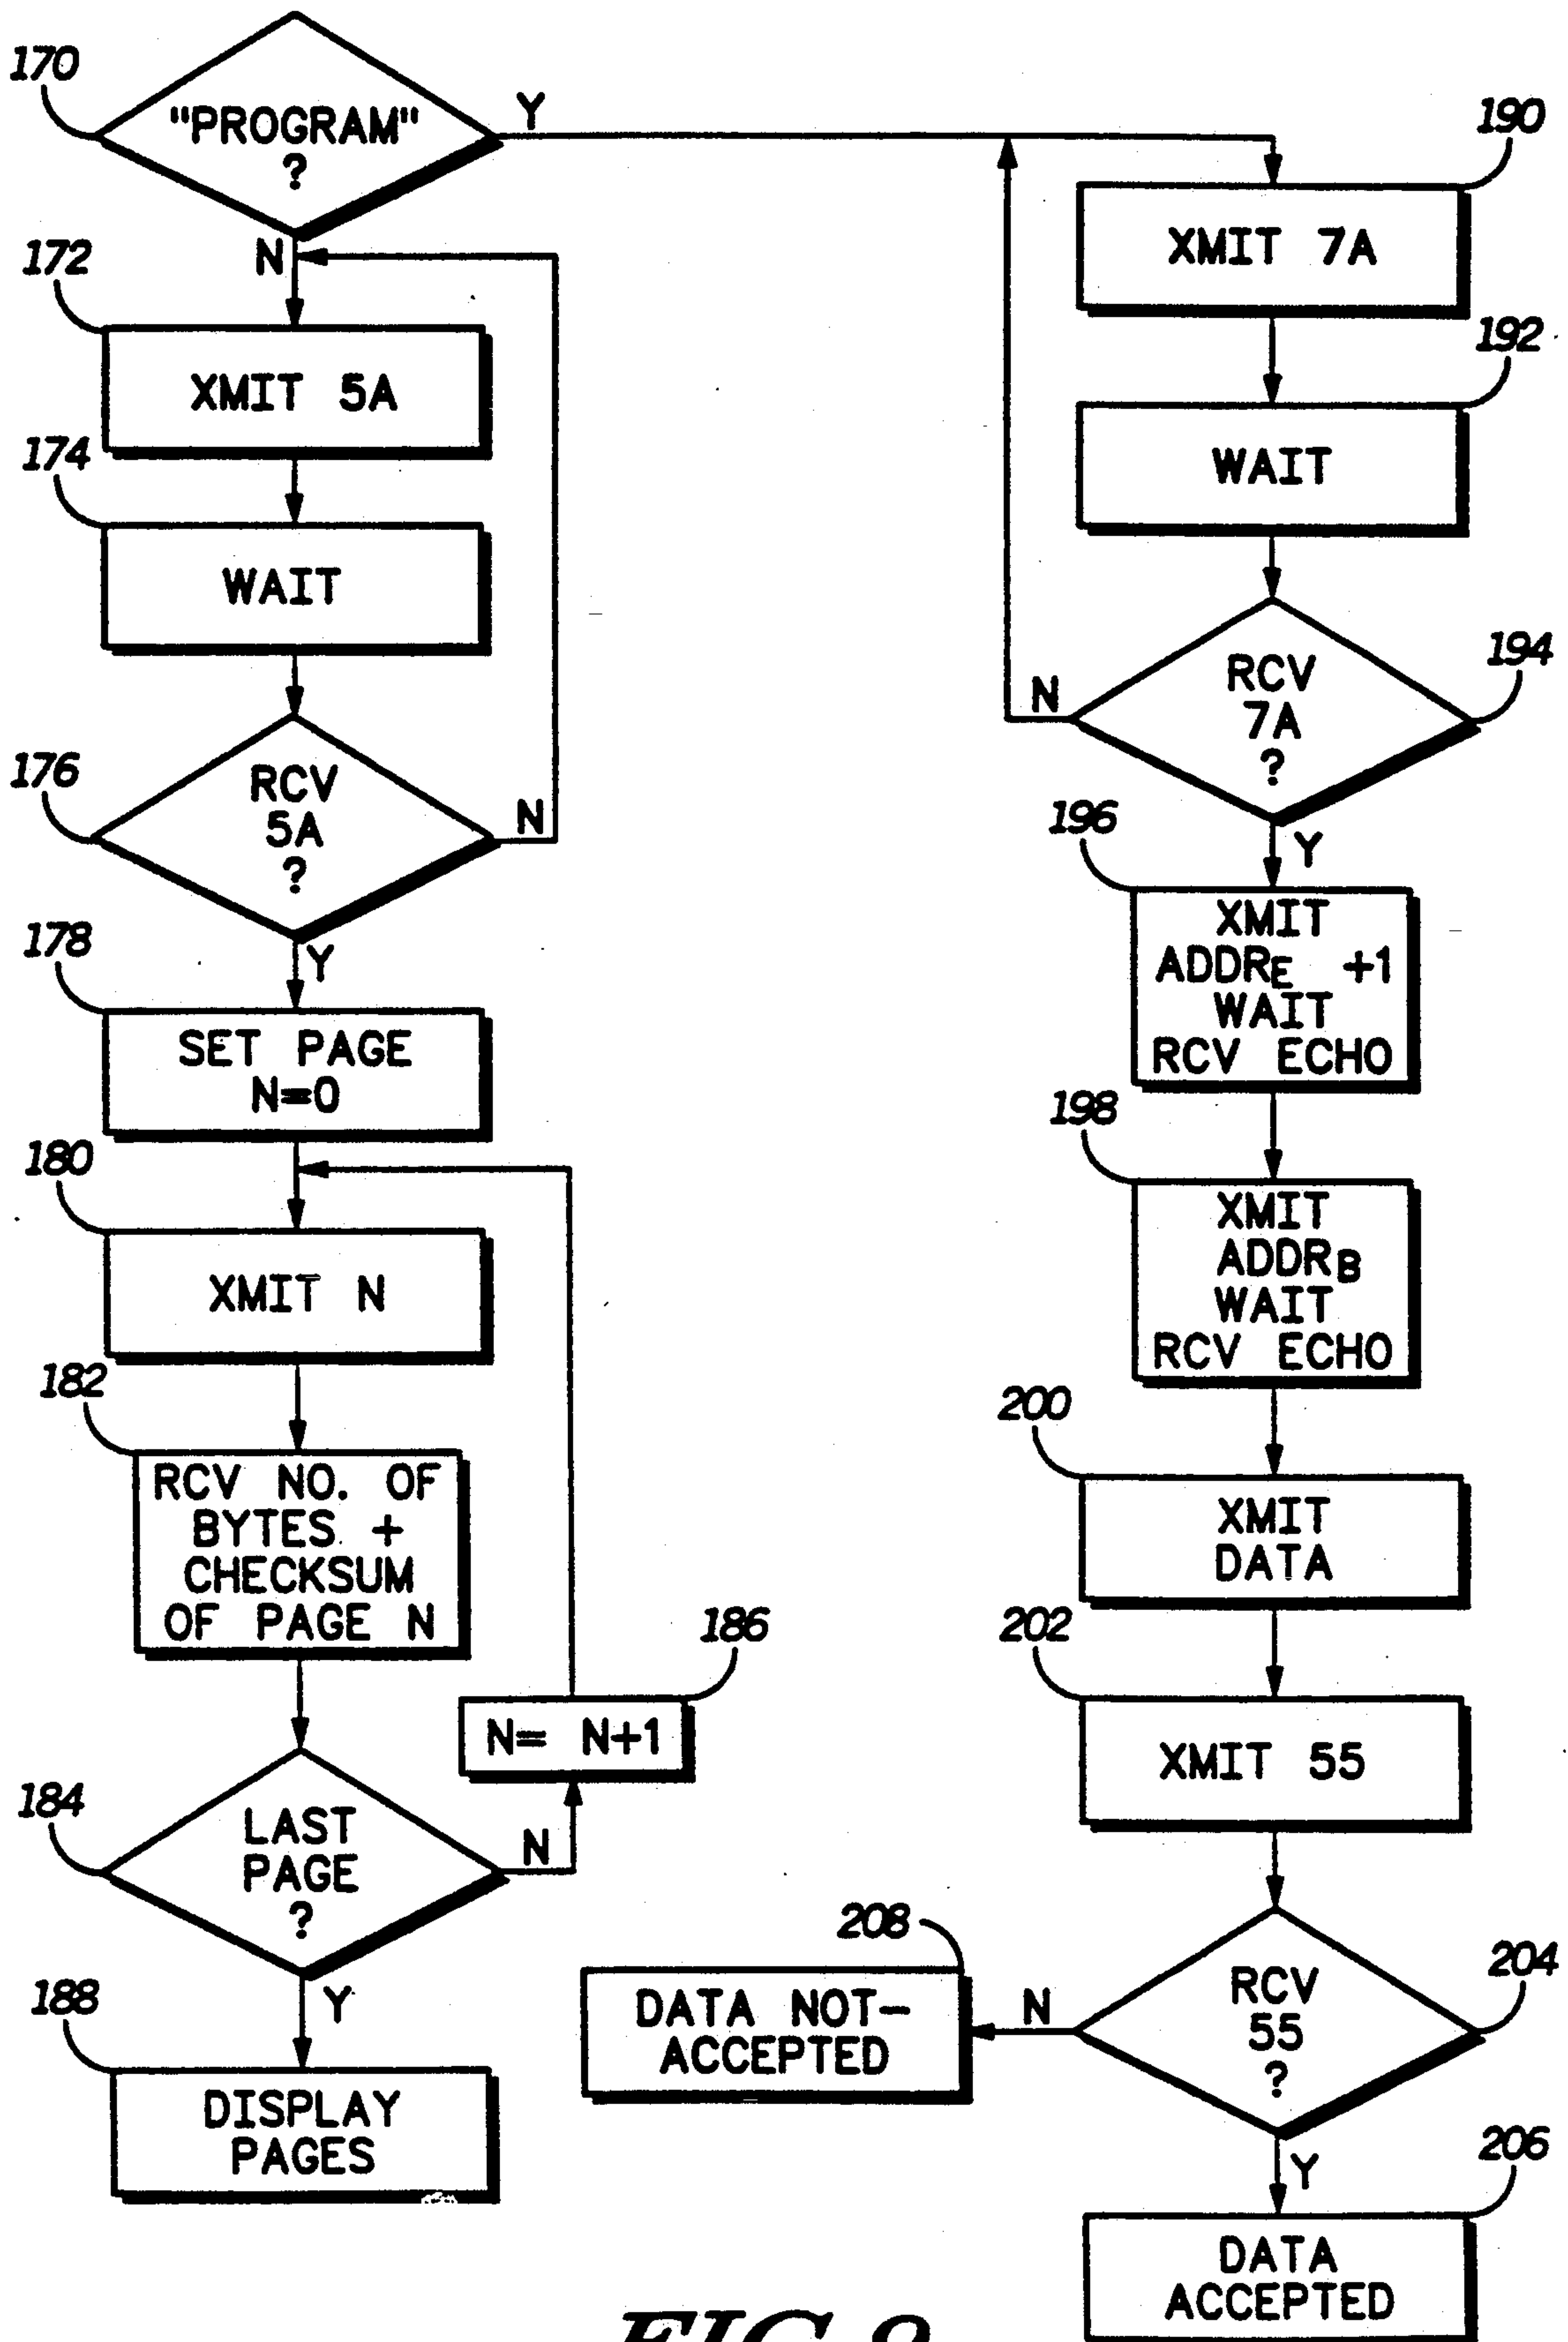 170
"PROGRAM"
?
Y
N
172
XMIT 5A
174
WAIT
176
RCV
5A
?
N
Y
178
SET PAGE
N=0
180
XMIT N
182
RCV NO. OF
BYTES +
CHECKSUM
OF PAGE N
184
LAST
PAGE
?
N
186
N= N+1
Y
188
DISPLAY
PAGES
190
XMIT 7A
192
WAIT
194
RCV
7A
?
N
Y
196
XMIT
ADDRE +1
WAIT
RCV ECHO
198
XMIT
ADDRB
WAIT
RCV ECHO
200
XMIT
DATA
202
XMIT 55
204
RCV
55
?
N
208
DATA NOT-
ACCEPTED
Y
206
DATA
ACCEPTED